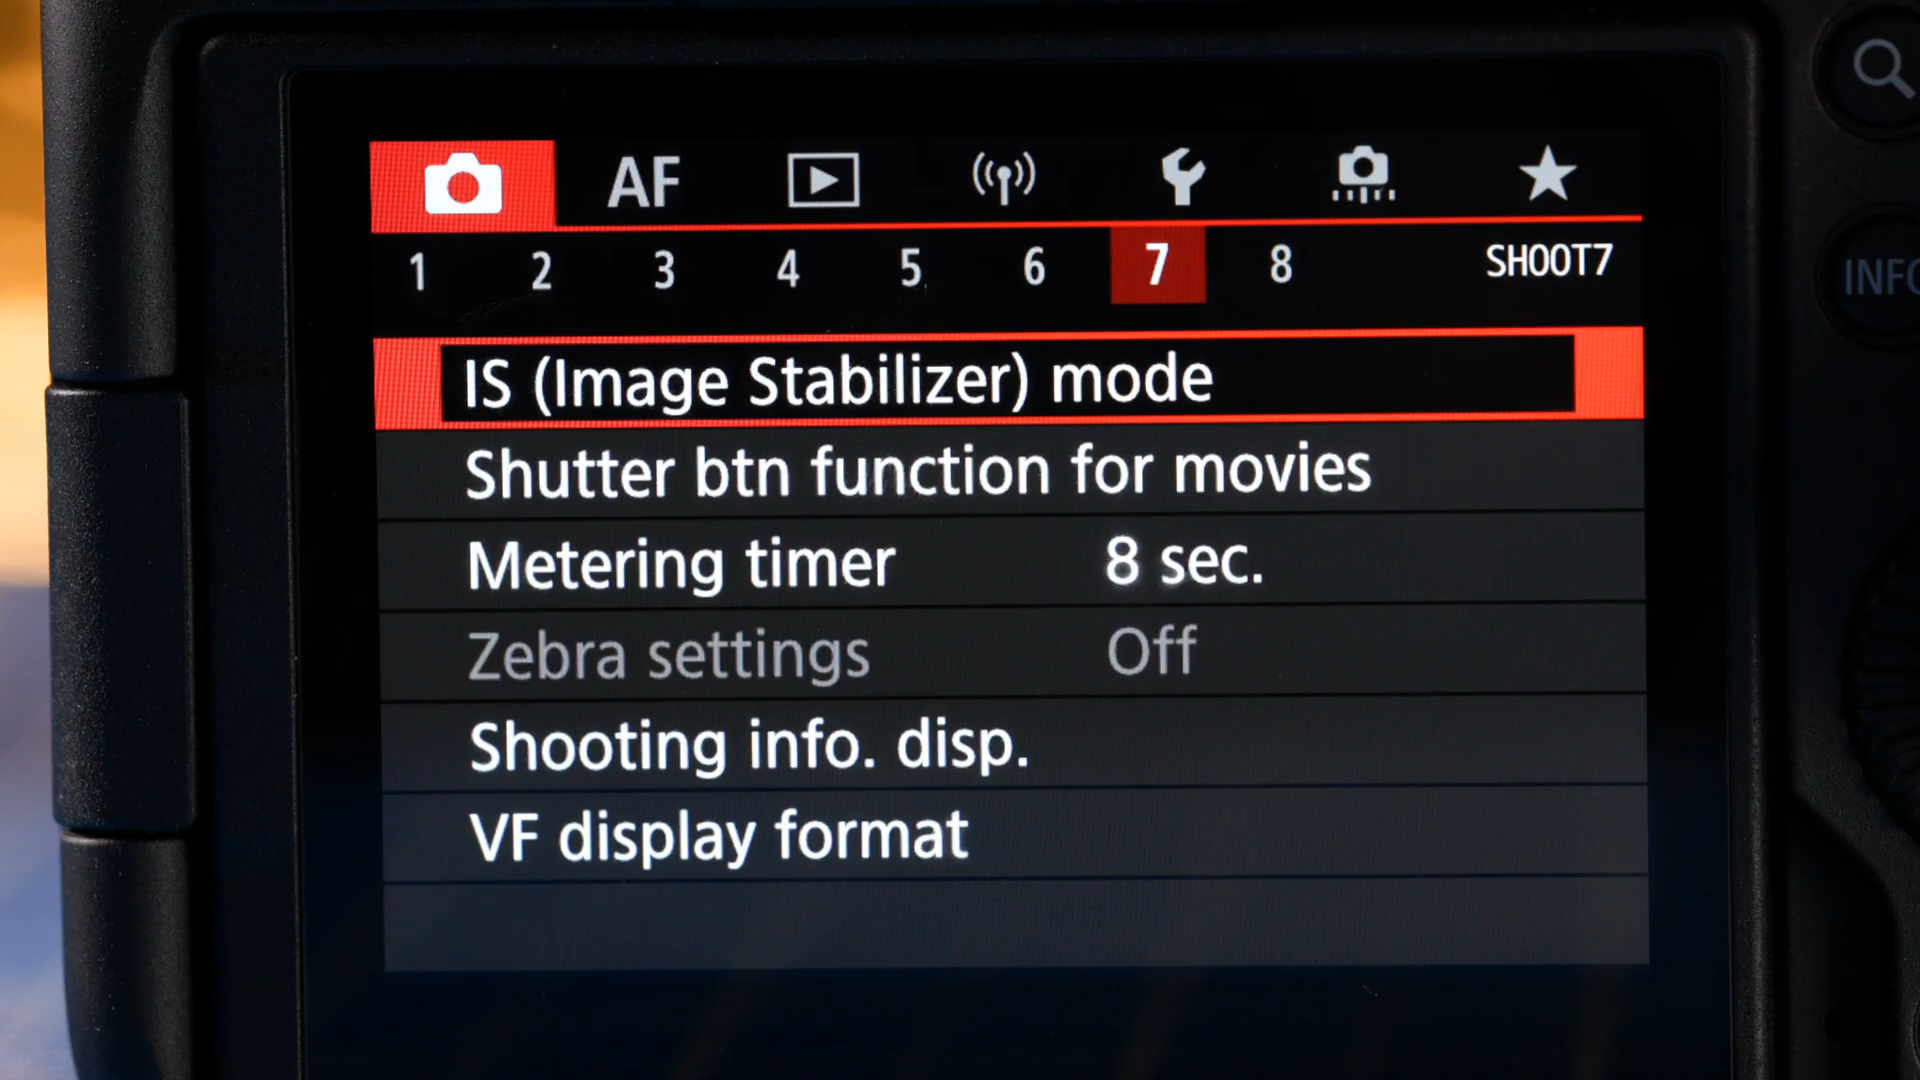 AF
1 2 3 4 5 6 7 8 SHOOT7
IS (Image Stabilizer) mode
Shutter btn function for movies
Metering timer 8 sec.
Zebra settings Off
Shooting info. disp.
VF display format
INFO